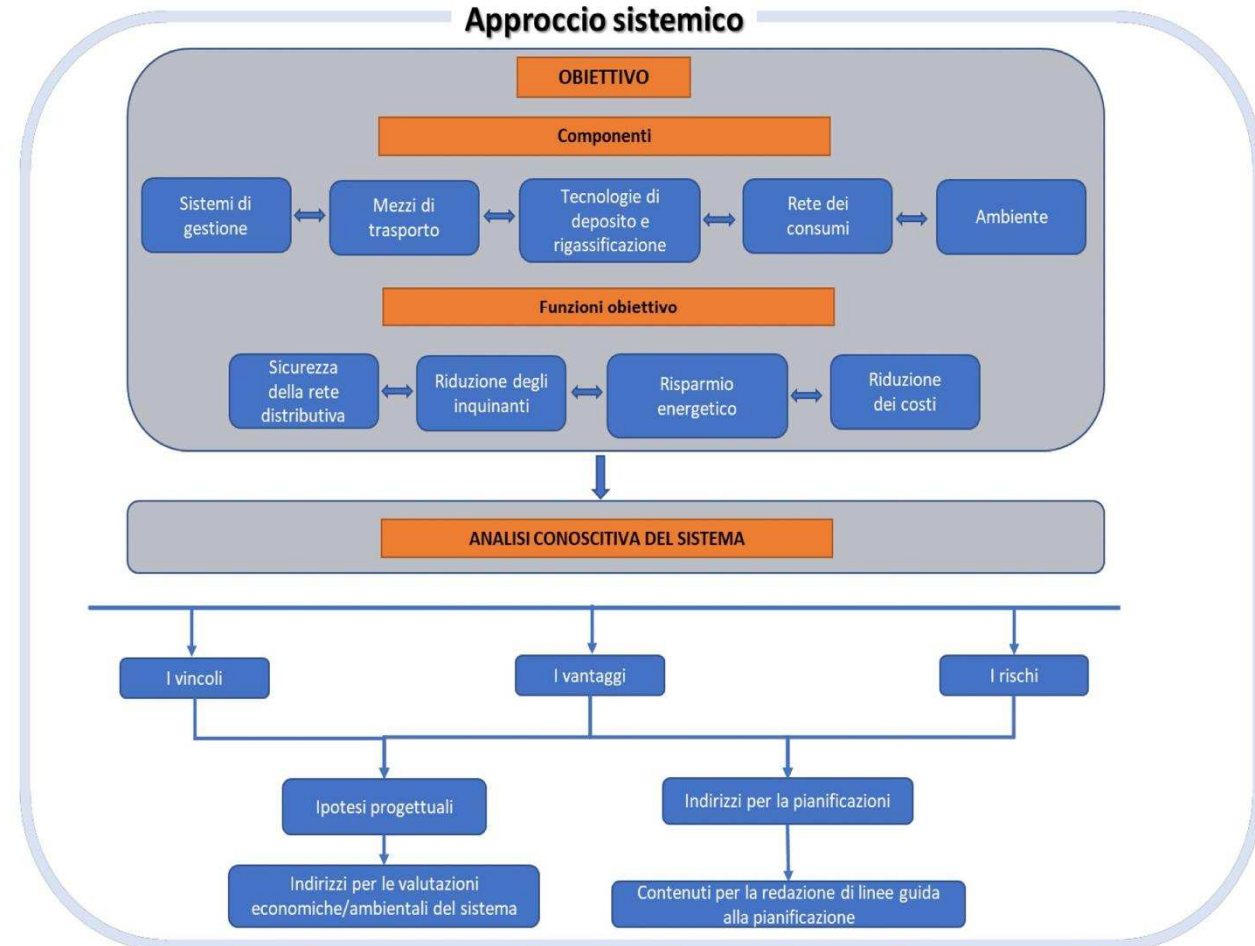 Approccio sistemico
OBIETTIVO
Componenti
Sistemi di
gestione
Mezzi di
trasporto
Tecnologie di
deposito e
rigassificazione
Rete dei
consumi
Ambiente
Funzioni obiettivo
Sicurezza
della rete
distributiva
Riduzione degli
inquinanti
Risparmio
energetico
Riduzione
dei costi
ANALISI CONOSCITIVA DEL SISTEMA
I vincoli
I vantaggi
I rischi
Ipotesi progettuali
Indirizzi per la pianificazioni
Indirizzi per le valutazioni
economiche/ambientali del sistema
Contenuti per la redazione di linee guida
alla pianificazione